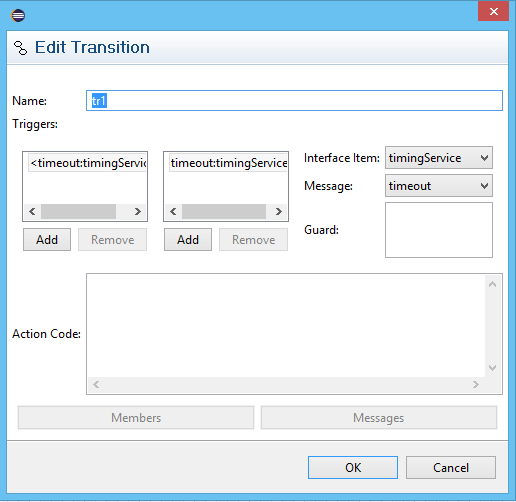 Edit Transition
Name: tr1
Triggers:
<timeout:timingServic timeout:timingService
Interface Item: timingService
Message: timeout
Add Remove Add Remove
Guard:
Action Code:
Members Messages
OK Cancel